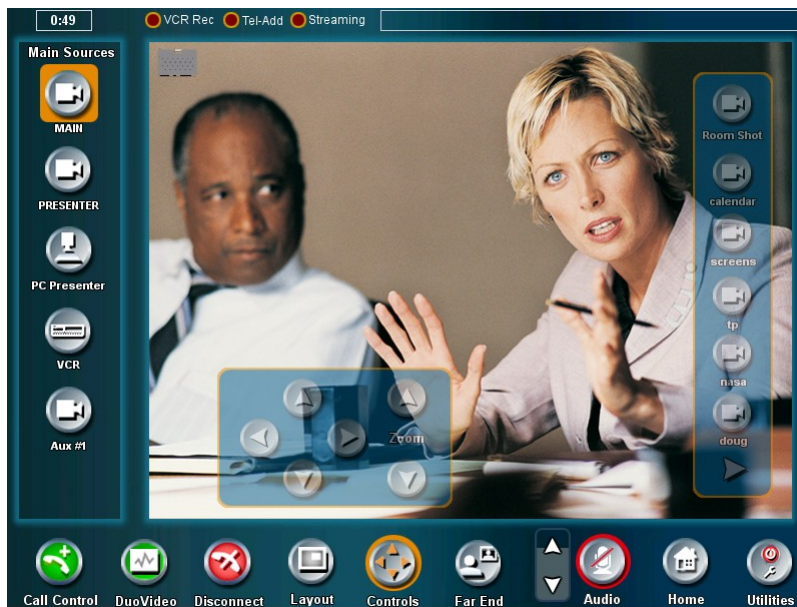 0:49
VCR Rec
Tel-Add
Streaming
Main Sources
MAIN
PRESENTER
PC Presenter
VCR
Aux #1
Room Shot
calendar
screens
tp
nasa
doug
Zoom
Call Control
DuoVideo
Disconnect
Layout
Controls
Far End
Audio
Home
Utilities